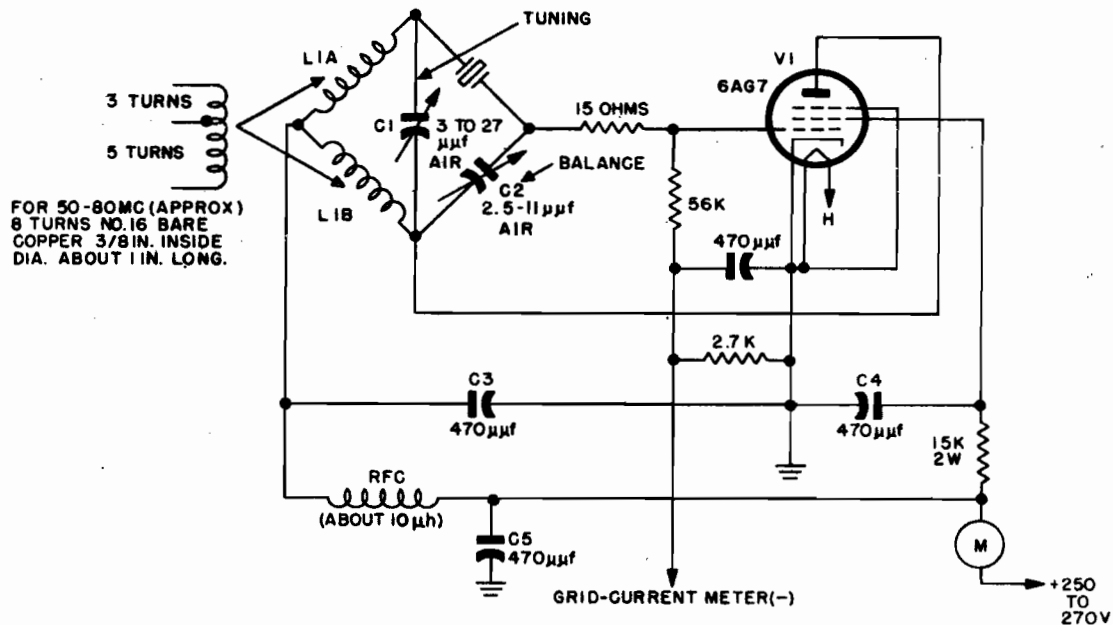 TUNING
L1A
V1
6AG7
3 TURNS
5 TURNS
C1
3 TO 27
μμf
AIR
15 OHMS
BALANCE
C2
2.5-11μμf
AIR
L1B
FOR 50-80MC (APPROX)
8 TURNS NO.16 BARE
COPPER 3/8 IN. INSIDE
DIA. ABOUT 1 IN. LONG.
56K
H
470μμf
2.7K
C3
470μμf
C4
470μμf
15K
2W
RFC
(ABOUT 10μh)
C5
470μμf
M
GRID-CURRENT METER(-)
+250
TO
270V